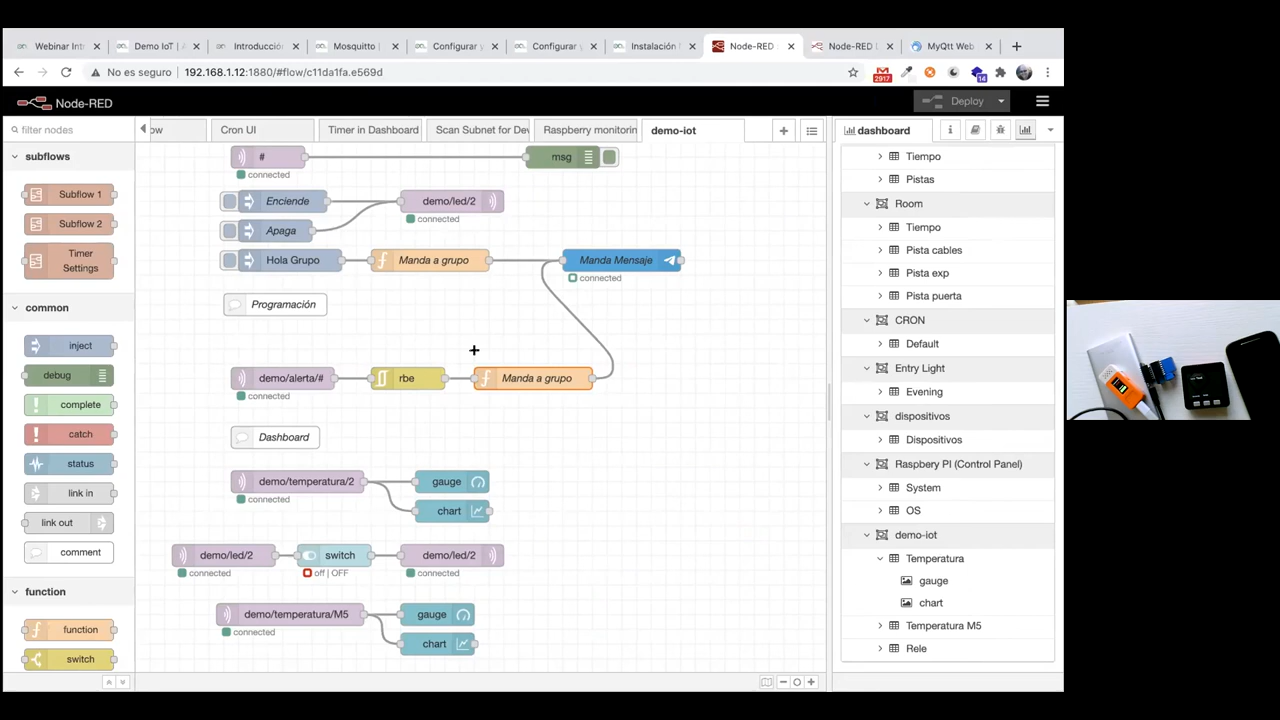 Webinar Int
Demo IoT | A
Introducción
Mosquitto |
Configurar y
Configurar y
Instalación M
Node-RED
Node-RED
MyQtt Web
No es seguro
192.168.1.12:1880/#flow/c11da1fa.e569d
2917
14
Node-RED
Deploy
filter nodes
ow
Cron UI
Timer in Dashboard
Scan Subnet for Dev
Raspberry monitorin
demo-iot
dashboard
subflows
Subflow 1
Subflow 2
Timer
Settings
common
inject
debug
complete
catch
status
link in
link out
comment
function
function
switch
#
connected
msg
Enciende
demo/led/2
connected
Apaga
Hola Grupo
Manda a grupo
Manda Mensaje
connected
Programación
demo/alerta/#
connected
rbe
Manda a grupo
Dashboard
demo/temperatura/2
connected
gauge
chart
demo/led/2
connected
switch
off | OFF
demo/led/2
connected
demo/temperatura/M5
connected
gauge
chart
Tiempo
Pistas
Room
Tiempo
Pista cables
Pista exp
Pista puerta
CRON
Default
Entry Light
Evening
dispositivos
Dispositivos
Raspbery PI (Control Panel)
System
OS
demo-iot
Temperatura
gauge
chart
Temperatura M5
Rele